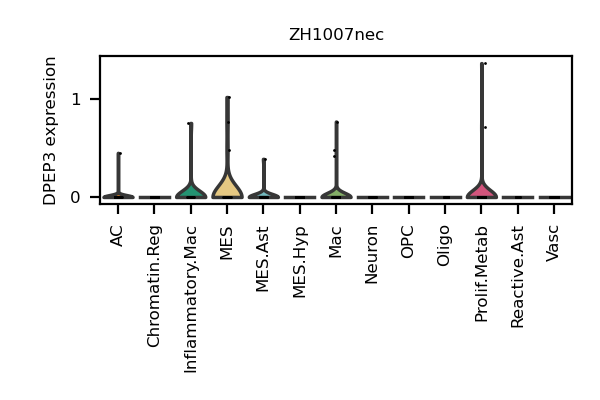 ZH1007nec
DPEP3 expression
1
0
AC
Chromatin.Reg
Inflammatory.Mac
MES
MES.Ast
MES.Hyp
Mac
Neuron
OPC
Oligo
Prolif.Metab
Reactive.Ast
Vasc